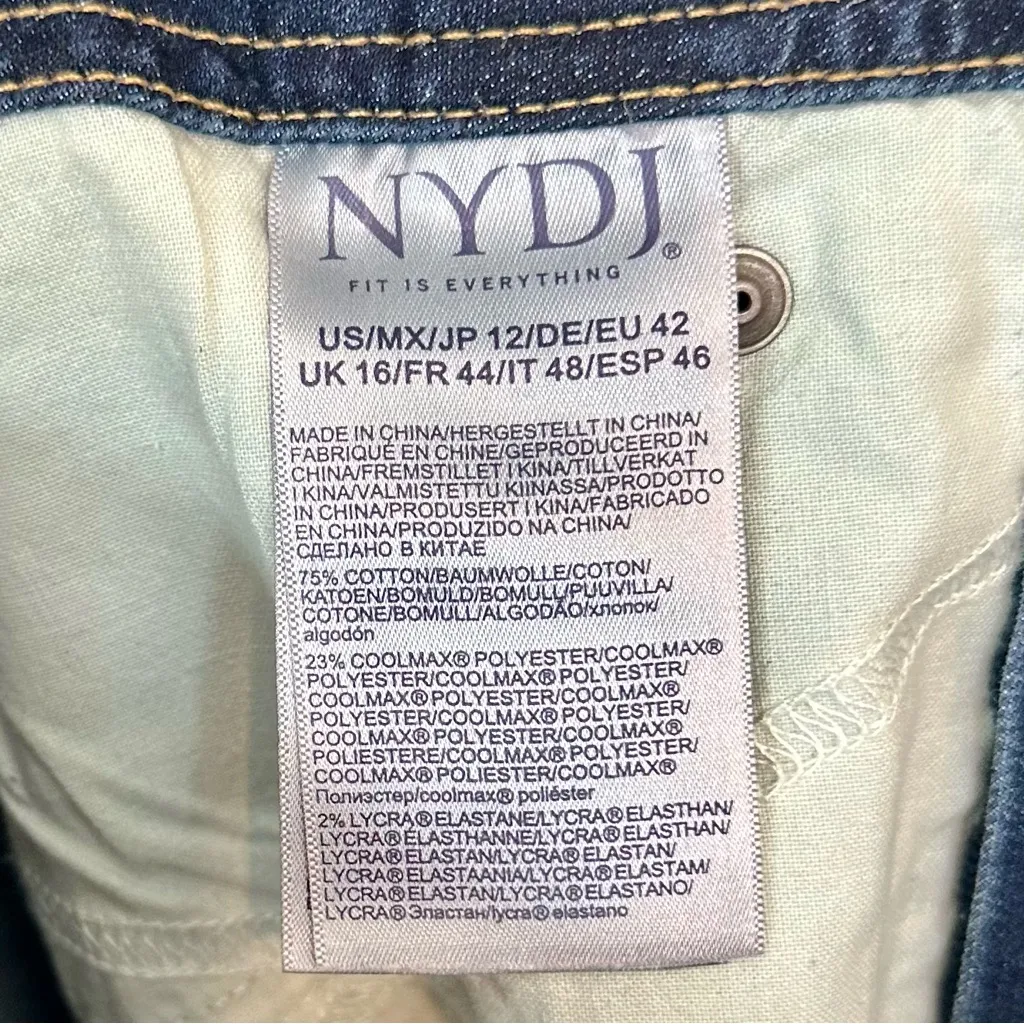 NYDJ®
FIT IS EVERYTHING
US/MX/JP 12/DE/EU 42
UK 16/FR 44/IT 48/ESP 46
MADE IN CHINA/HERGESTELLT IN CHINA/
FABRIQUÉ EN CHINE/GEPRODUCEERD IN
CHINA/FREMSTILLET I KINA/TILLVERKAT
I KINA/VALMISTETTU KIINASSA/PRODOTTO
IN CHINA/PRODUSERT I KINA/FABRICADO
EN CHINA/PRODUZIDO NA CHINA/
СДЕЛАНО В КИТАЕ
75% COTTON/BAUMWOLLE/COTON/
KATOEN/BOMULD/BOMULL/PUUVILLA/
COTONE/BOMULL/ALGODÃO/хлопок/
algodón
23% COOLMAX® POLYESTER/COOLMAX®
POLYESTER/COOLMAX® POLYESTER/
COOLMAX® POLYESTER/COOLMAX®
POLYESTER/COOLMAX® POLYESTER/
COOLMAX® POLYESTER/COOLMAX®
POLIESTERE/COOLMAX® POLYESTER/
COOLMAX® POLIESTER/COOLMAX®
Полиэстер/coolmax® poliéster
2% LYCRA® ELASTANE/LYCRA® ELASTHAN/
LYCRA® ELASTHANNE/LYCRA® ELASTHAN/
LYCRA® ELASTAN/LYCRA® ELASTAN/
LYCRA® ELASTAANIA/LYCRA® ELASTAM/
LYCRA® ELASTAN/LYCRA® ELASTANO/
LYCRA® Эластан/lycra® elastano